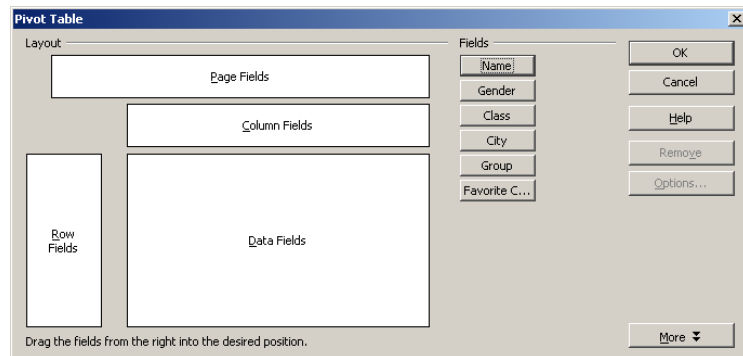 Pivot Table
Layout
Page Fields
Column Fields
Row
Fields
Data Fields
Drag the fields from the right into the desired position.
Fields
Name
Gender
Class
City
Group
Favorite C...
OK
Cancel
Help
Remove
Options...
More